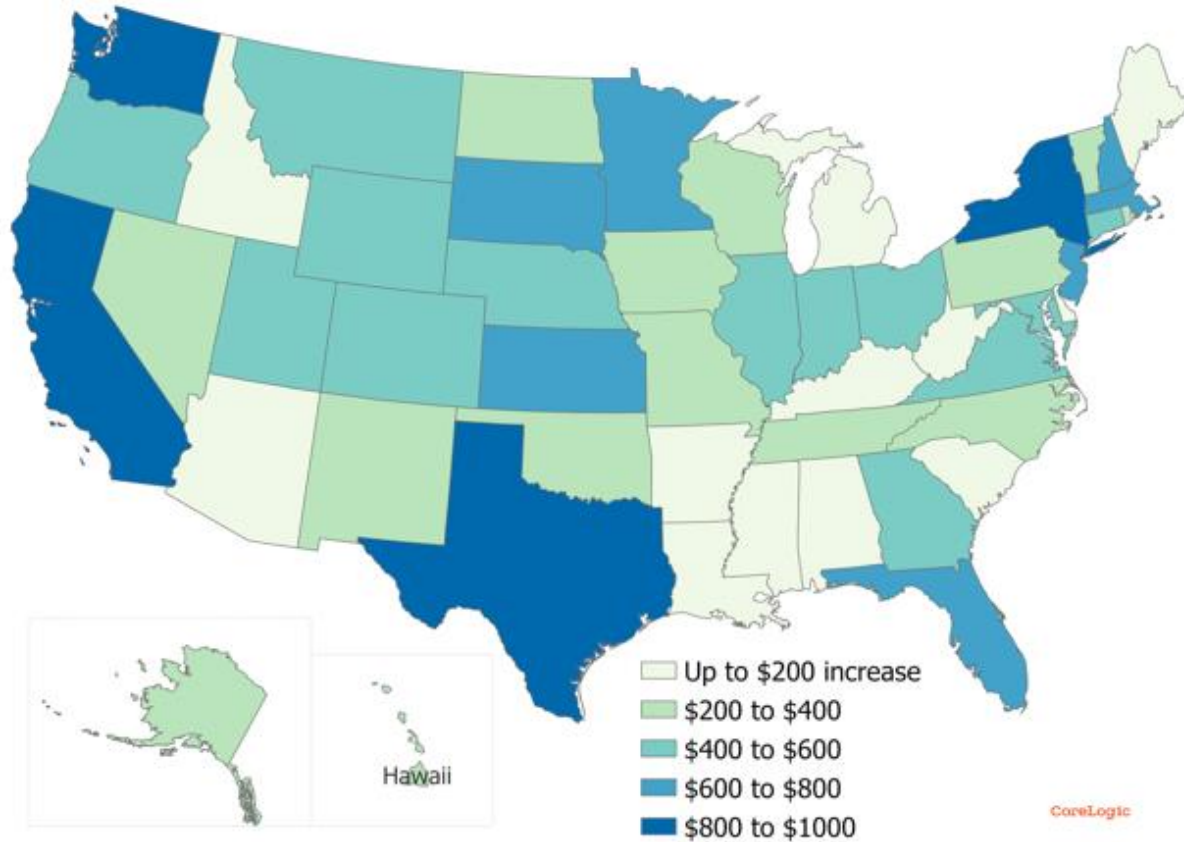 Hawaii
Up to $200 increase
$200 to $400
$400 to $600
$600 to $800
$800 to $1000
CoreLogic